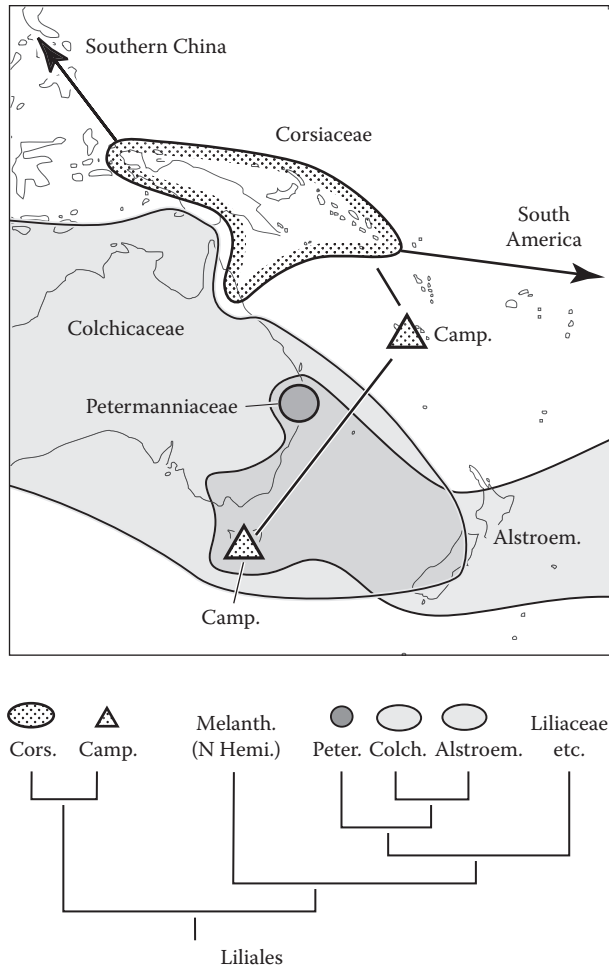 Southern China
Corsiaceae
South
America
Colchicaceae
Camp.
Petermanniaceae
Alstroem.
Camp.
Melanth.
Liliaceae
Cors. Camp. (N Hemi.) Peter. Colch. Alstroem. etc.
Liliales